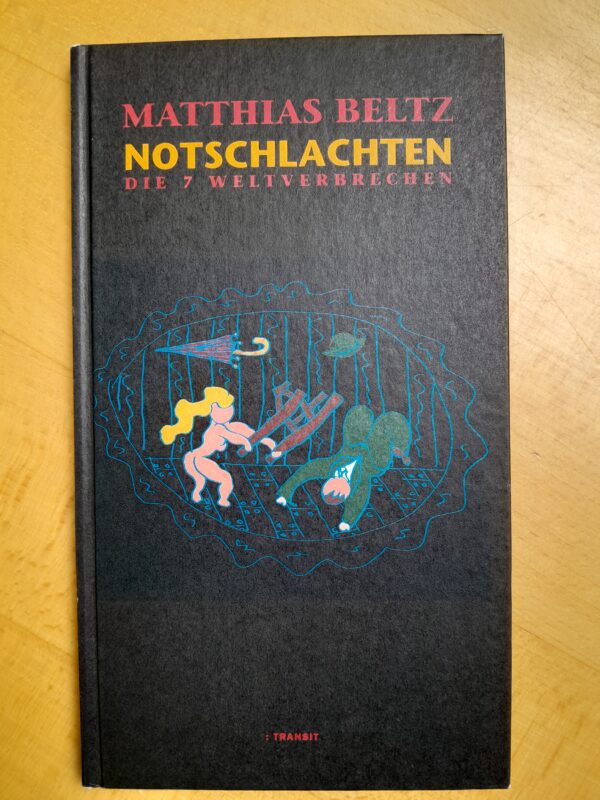 MATTHIAS BELTZ
NOTSCHLACHTEN
DIE 7 WELTVERBRECHEN
: TRANSIT